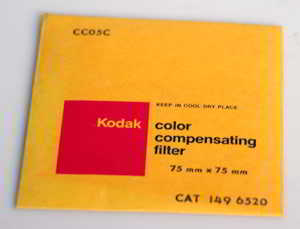 CC05C
KEEP IN COOL DRY PLACE
Kodak
color
compensating
filter
75 mm x 75 mm
CAT 149 6520